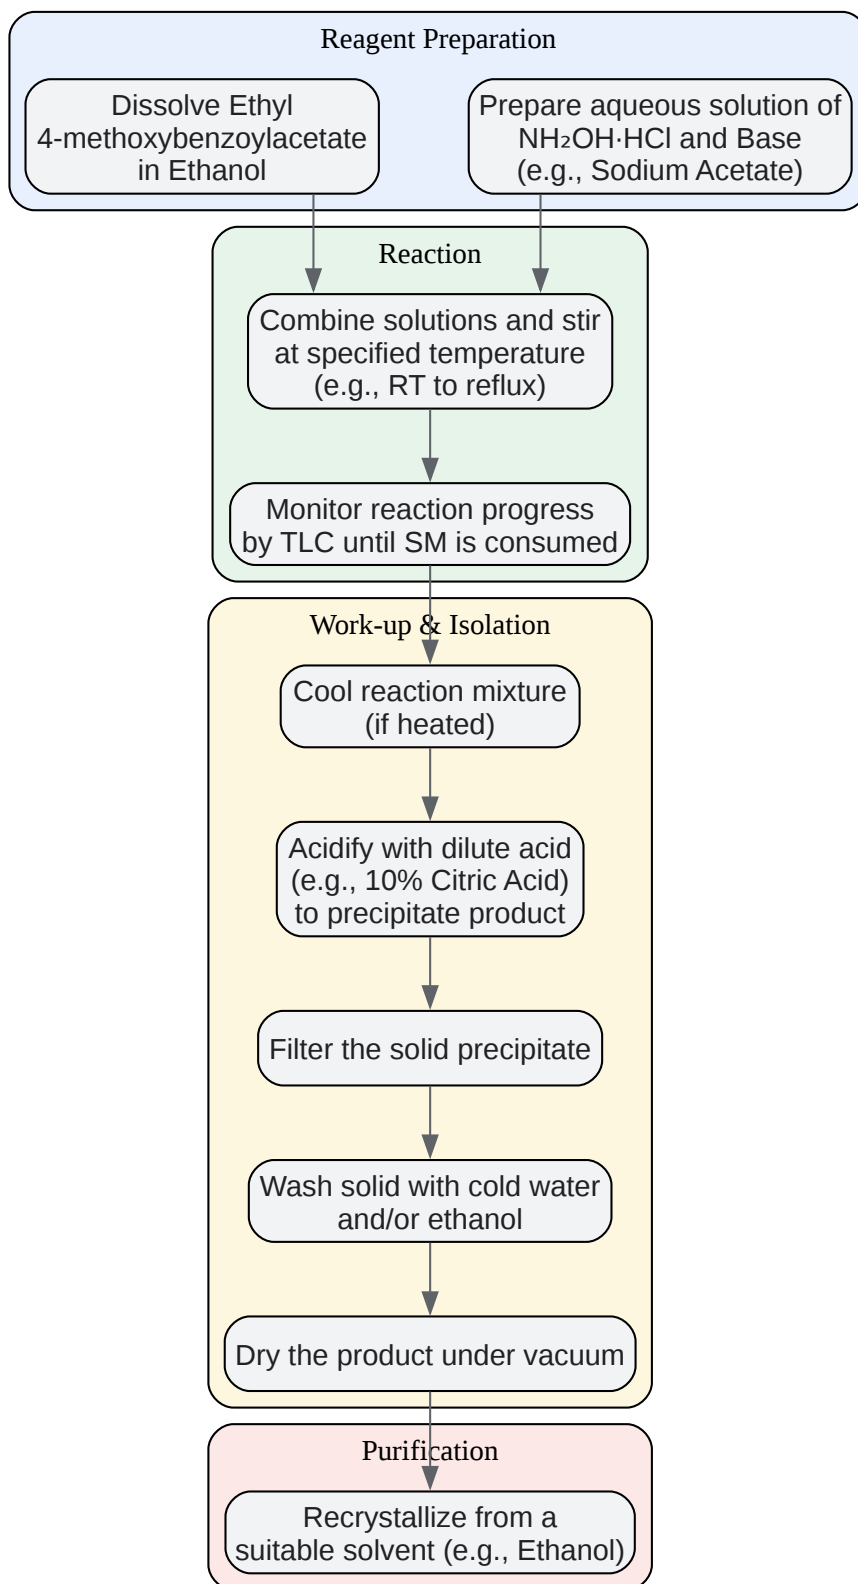 Reagent Preparation
Dissolve Ethyl
4-methoxybenzoylacetate
in Ethanol
Prepare aqueous solution of
NH₂OH·HCl and Base
(e.g., Sodium Acetate)
Reaction
Combine solutions and stir
at specified temperature
(e.g., RT to reflux)
Monitor reaction progress
by TLC until SM is consumed
Work-up & Isolation
Cool reaction mixture
(if heated)
Acidify with dilute acid
(e.g., 10% Citric Acid)
to precipitate product
Filter the solid precipitate
Wash solid with cold water
and/or ethanol
Dry the product under vacuum
Purification
Recrystallize from a
suitable solvent (e.g., Ethanol)